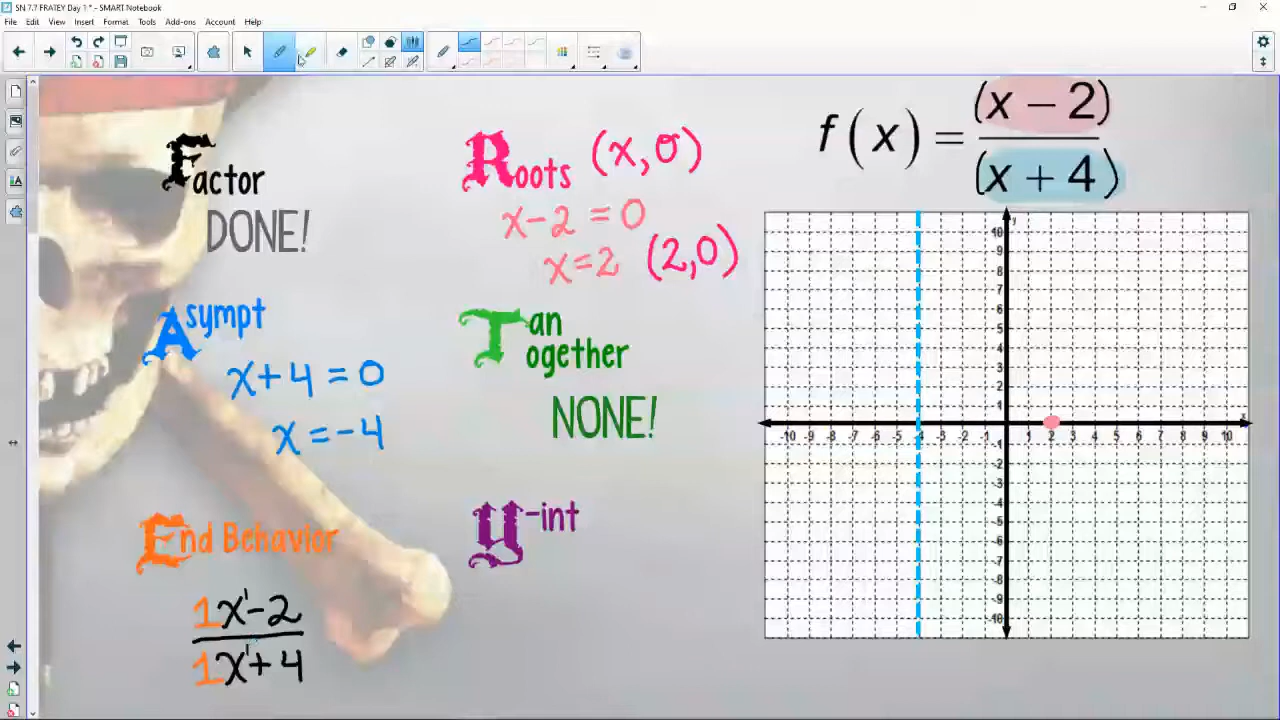 SN 7.7 FRATEY Day 1 * - SMART Notebook
File Edit View Insert Format Tools Add-ons Account Help
Factor
DONE!
Roots (x,0)
x-2 = 0
x=2 (2,0)
f(x) = (x − 2)
(x + 4)
Asympt
x+4 = 0
x = -4
Tan
Together
NONE!
End Behavior
1x¹-2
1x¹+4
Y-int
y
10
9
8
7
6
5
4
3
2
1
x
-10 -9 -8 -7 -6 -5 -4 -3 -2 -1 1 2 3 4 5 6 7 8 9 10
-1
-2
-3
-4
-5
-6
-7
-8
-9
-10